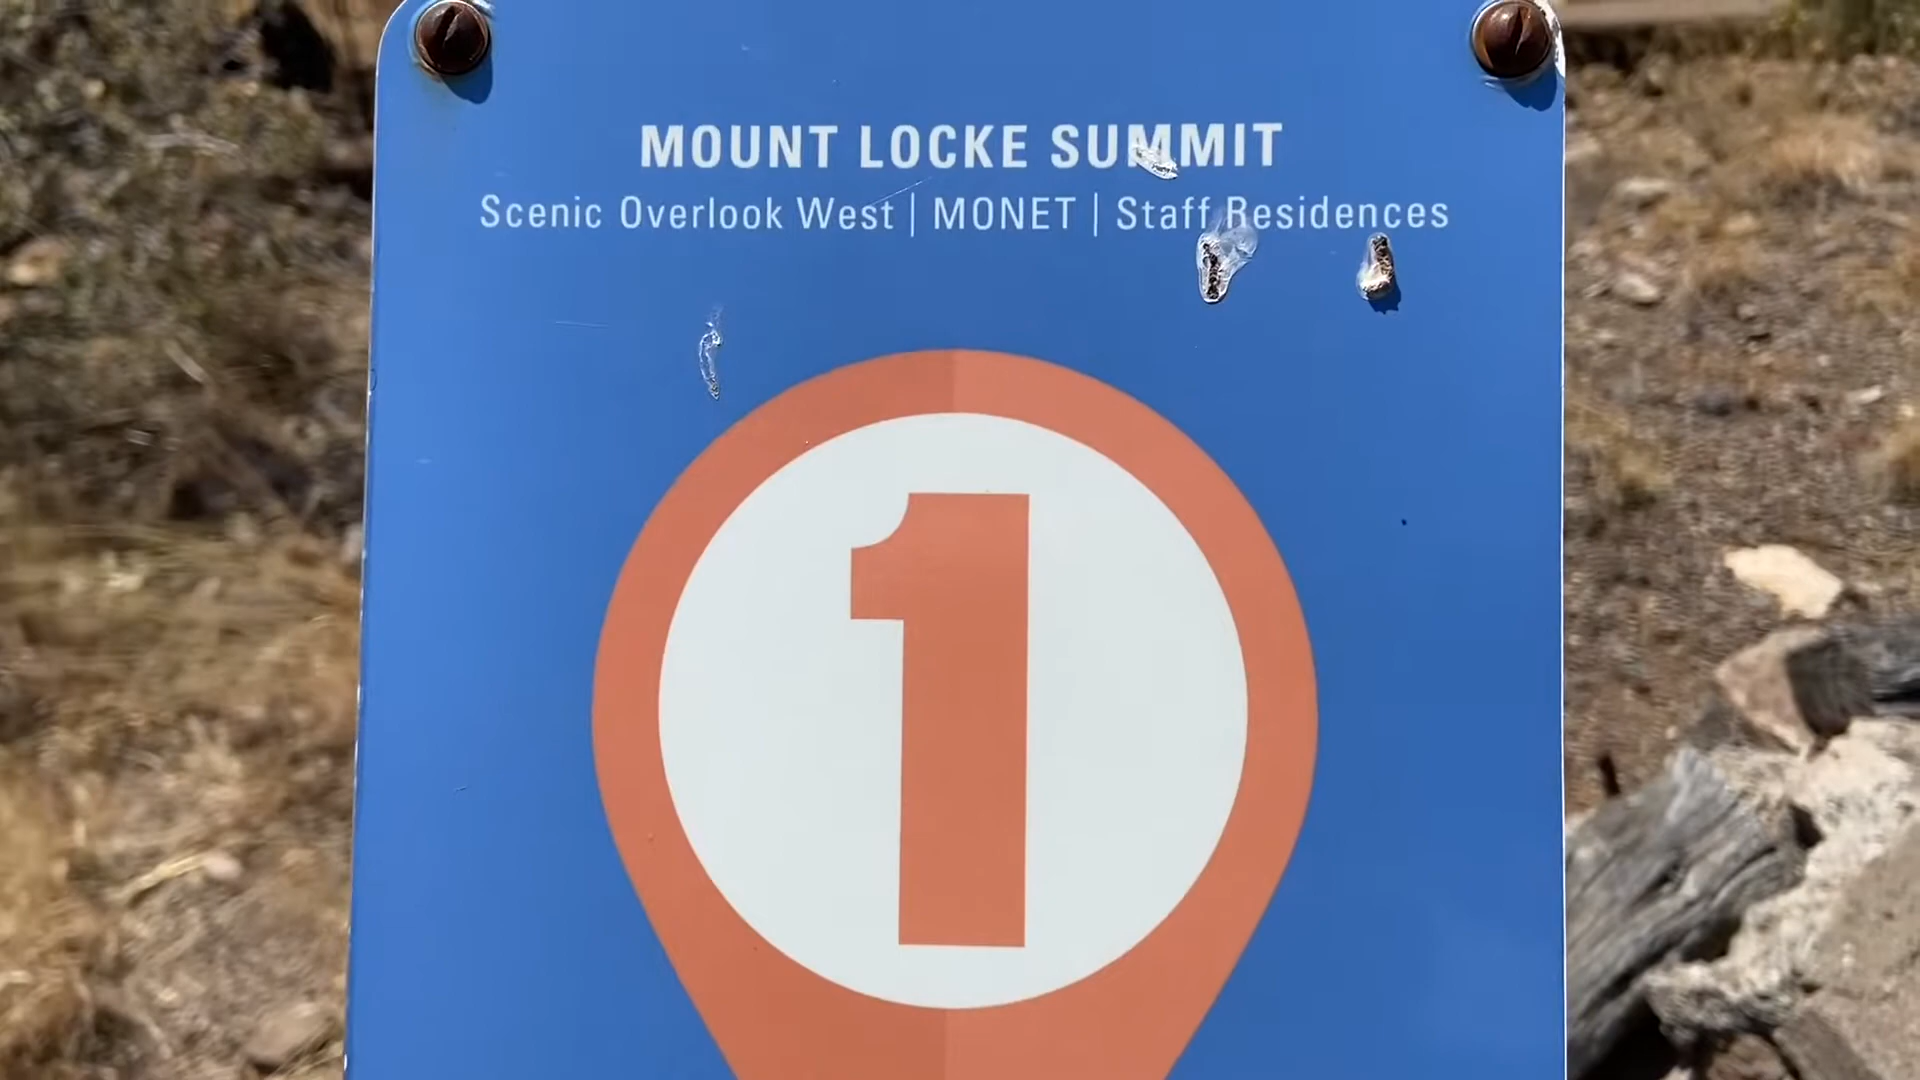 MOUNT LOCKE SUMMIT
Scenic Overlook West | MONET | Staff Residences
1